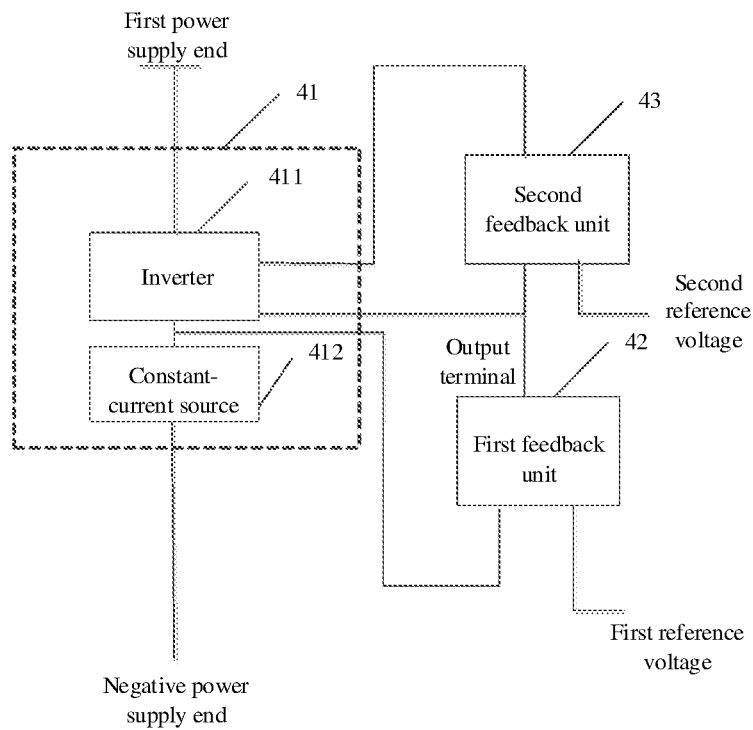 First power
supply end
41
43
411
Second
feedback unit
Inverter
Second
reference
voltage
412
Output
terminal
42
Constant-
current source
First feedback
unit
First reference
voltage
Negative power
supply end